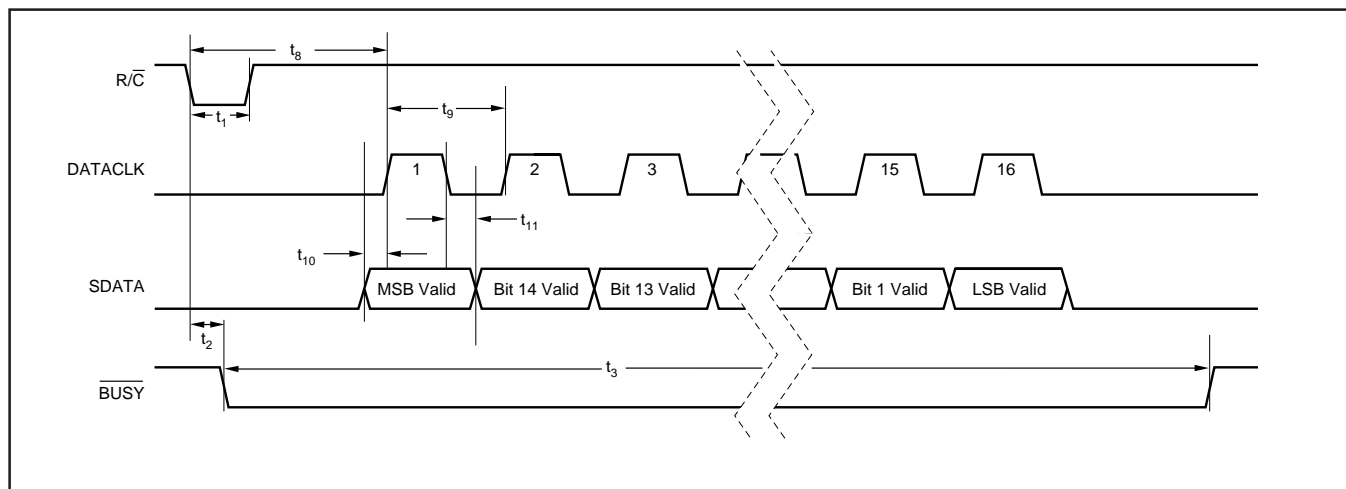 t8
R/C̅
t1
t9
DATACLK
1
2
3
15
16
t11
t10
SDATA
MSB Valid
Bit 14 Valid
Bit 13 Valid
Bit 1 Valid
LSB Valid
t2
t3
B̅U̅S̅Y̅